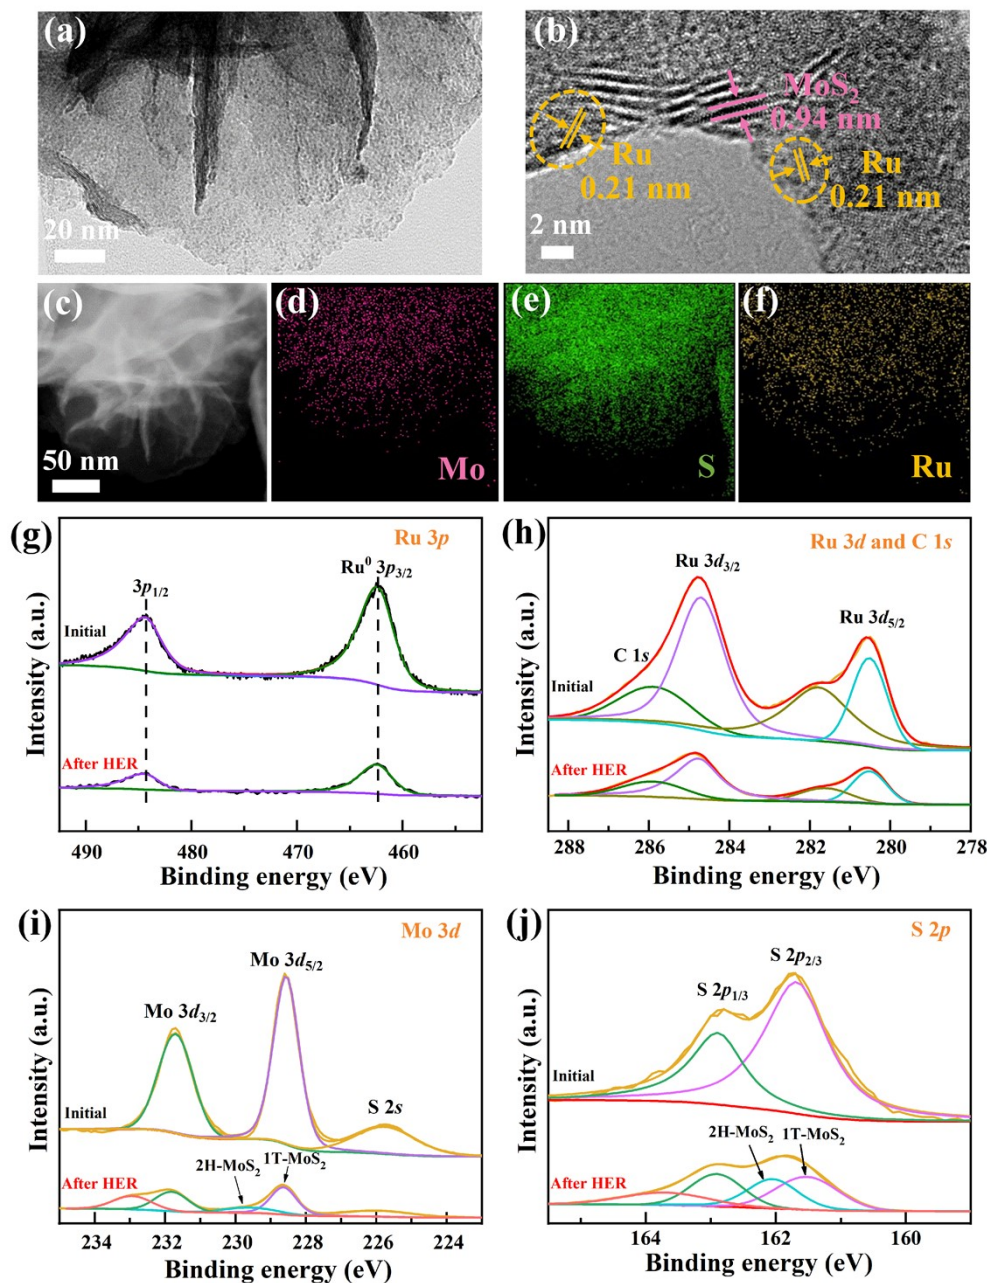 (a)
20 nm
(b)
MoS₂
0.94 nm
Ru
0.21 nm
Ru
0.21 nm
2 nm
(c)
50 nm
(d)
Mo
(e)
S
(f)
Ru
(g)
Ru 3p
3p₁/₂
Ru⁰ 3p₃/₂
Initial
After HER
Intensity (a.u.)
490 480 470 460
Binding energy (eV)
(h)
Ru 3d and C 1s
Ru 3d₃/₂
Ru 3d₅/₂
C 1s
Initial
After HER
Intensity (a.u.)
288 286 284 282 280 278
Binding energy (eV)
(i)
Mo 3d
Mo 3d₅/₂
Mo 3d₃/₂
S 2s
Initial
2H-MoS₂
1T-MoS₂
After HER
Intensity (a.u.)
234 232 230 228 226 224
Binding energy (eV)
(j)
S 2p
S 2p₂/₃
S 2p₁/₃
Initial
2H-MoS₂
1T-MoS₂
After HER
Intensity (a.u.)
164 162 160
Binding energy (eV)